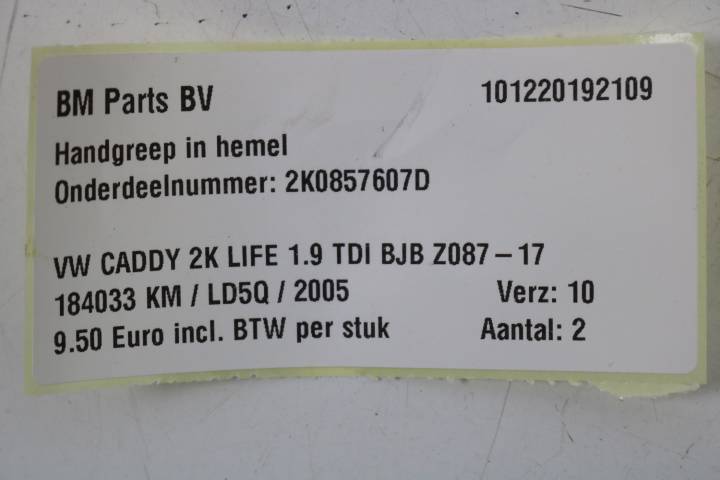 BM Parts BV 101220192109
Handgreep in hemel
Onderdeelnummer: 2K0857607D
VW CADDY 2K LIFE 1.9 TDI BJB Z087-17
184033 KM / LD5Q / 2005 Verz: 10
9.50 Euro incl. BTW per stuk Aantal: 2